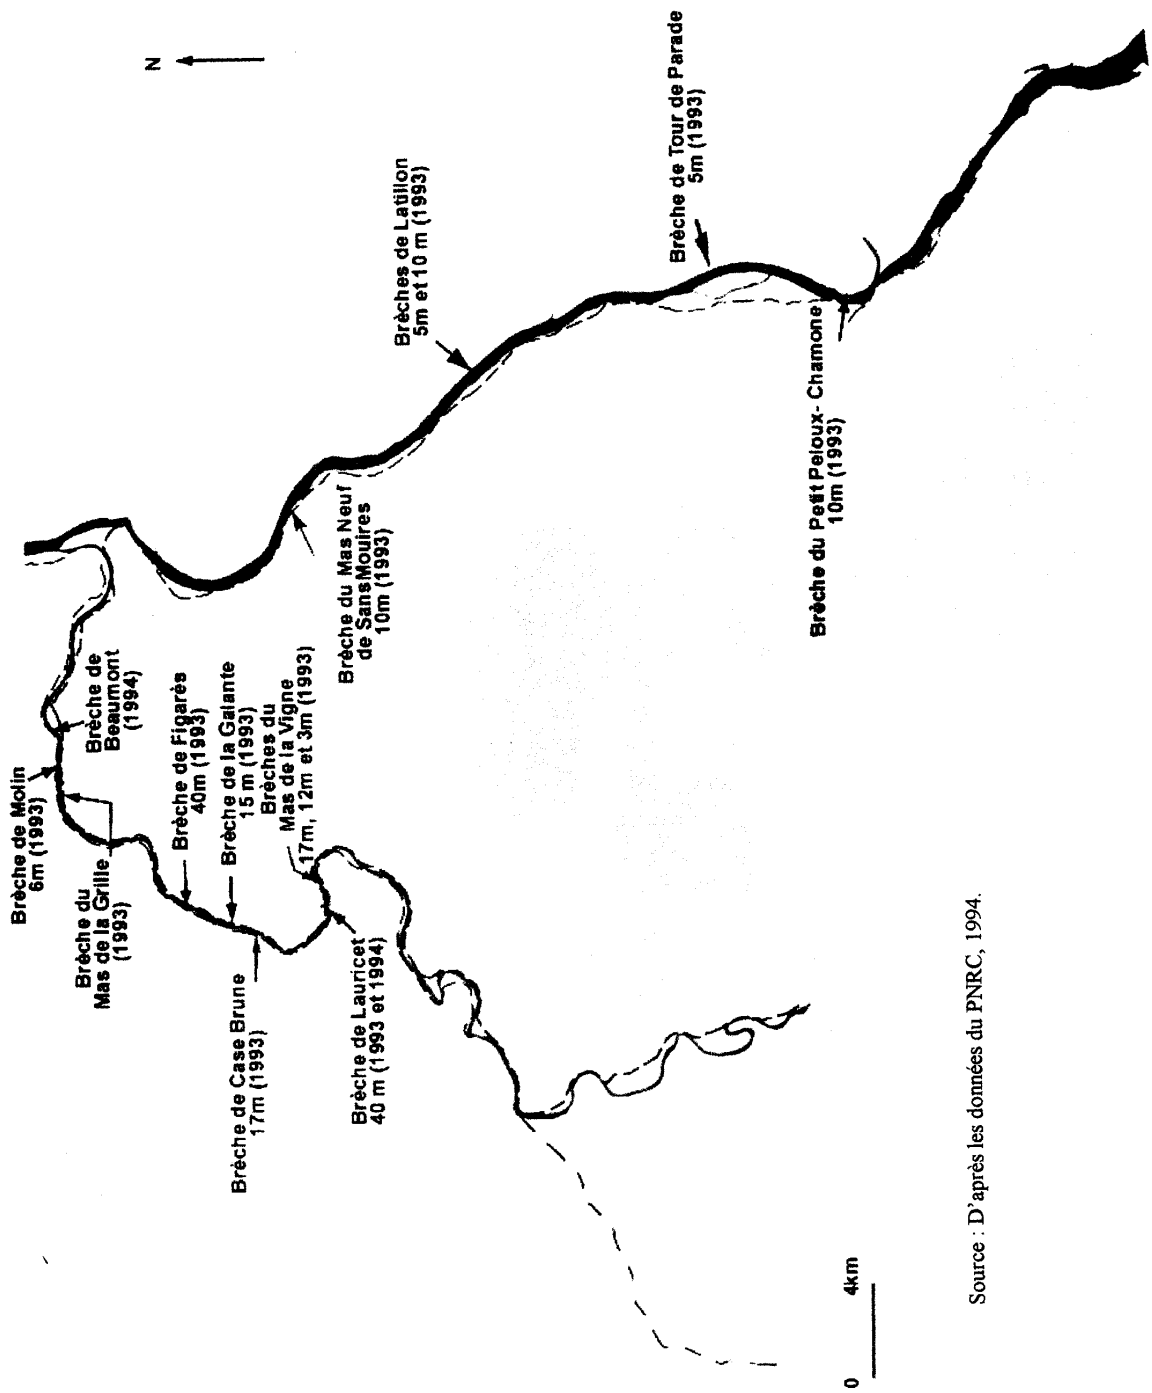 N
Brèche de Molin
6m (1993)
Brèche du
Mas de la Grille
(1993)
Brèche de
Beaumont
(1994)
Brèche de Figarès
40m (1993)
Brèche de la Galante
15 m (1993)
Brèches du
Mas de la Vigne
17m, 12m et 3m (1993)
Brèche de Case Brune
17m (1993)
Brèche de Lauricet
40 m (1993 et 1994)
Brèche du Mas Neuf
de SansMouires
10m (1993)
Brèches de Latillon
5m et 10 m (1993)
Brèche de Tour de Parade
5m (1993)
Brèche du Petit Peloux- Chamone
10m (1993)
0 4km
Source : D'après les données du PNRC, 1994.